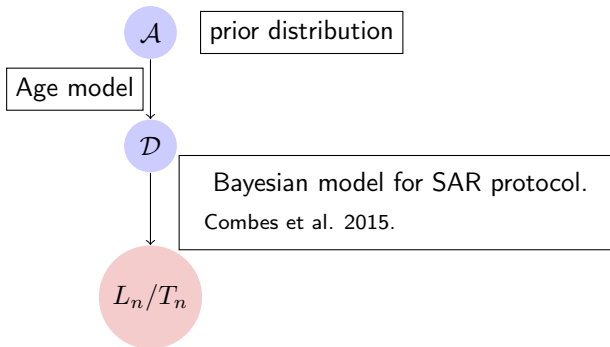 𝒜 prior distribution
Age model
𝒟
Bayesian model for SAR protocol.
Combes et al. 2015.
Lₙ/Tₙ